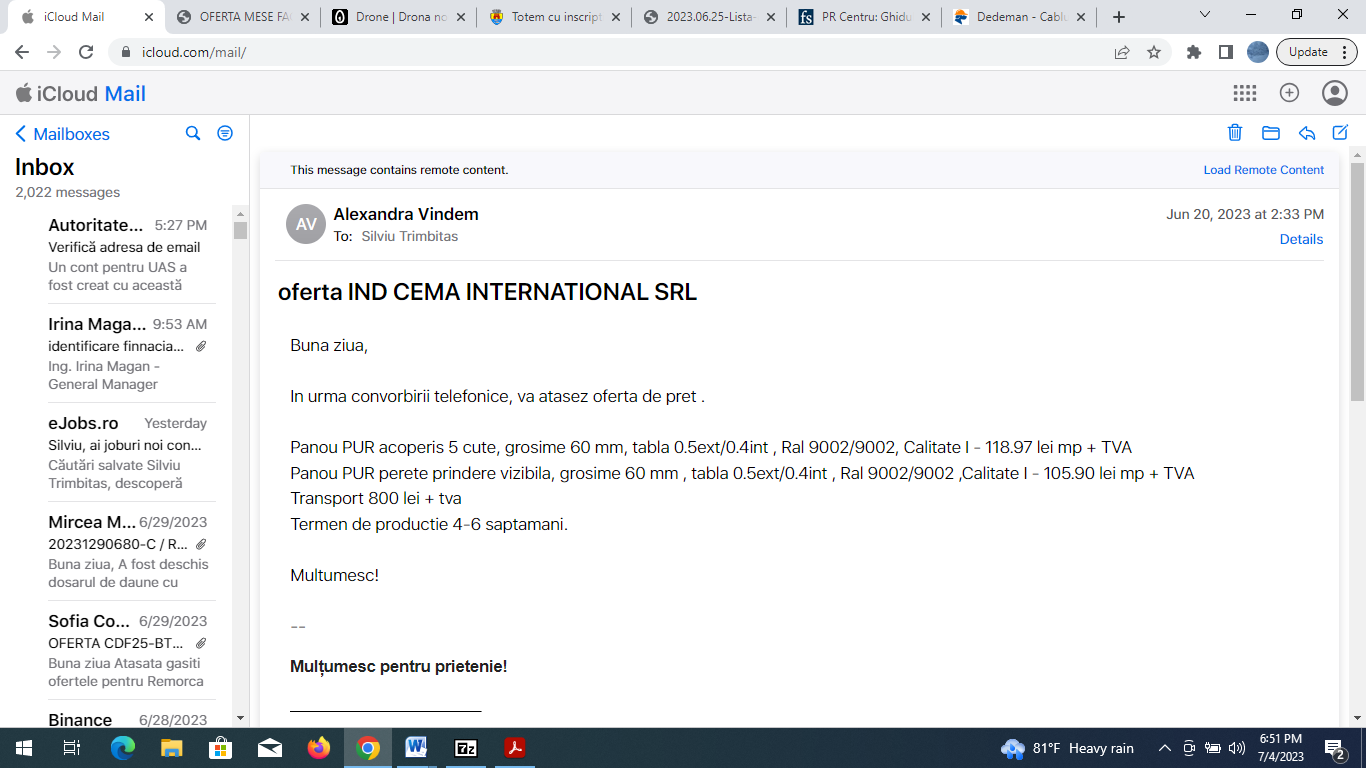 iCloud Mail
OFERTA MESE FA
Drone | Drona no
Totem cu inscript
2023.06.25-Lista-
PR Centru: Ghidu
Dedeman - Cablu
icloud.com/mail/
Update
iCloud Mail
Mailboxes
Inbox
2,022 messages
Autoritate... 5:27 PM
Verifică adresa de email
Un cont pentru UAS a
fost creat cu această
Irina Maga... 9:53 AM
identificare finnacia...
Ing. Irina Magan -
General Manager
eJobs.ro Yesterday
Silviu, ai joburi noi con...
Căutări salvate Silviu
Trimbitas, descoperă
Mircea M... 6/29/2023
20231290680-C / R...
Buna ziua, A fost deschis
dosarul de daune cu
Sofia Co... 6/29/2023
OFERTA CDF25-BT...
Buna ziua Atasata gasiti
ofertele pentru Remorca
Binance 6/28/2023
This message contains remote content.
Load Remote Content
AV
Alexandra Vindem
Jun 20, 2023 at 2:33 PM
To: Silviu Trimbitas
Details
oferta IND CEMA INTERNATIONAL SRL
Buna ziua,
In urma convorbirii telefonice, va atasez oferta de pret .
Panou PUR acoperis 5 cute, grosime 60 mm, tabla 0.5ext/0.4int , Ral 9002/9002, Calitate I - 118.97 lei mp + TVA
Panou PUR perete prindere vizibila, grosime 60 mm , tabla 0.5ext/0.4int , Ral 9002/9002 ,Calitate I - 105.90 lei mp + TVA
Transport 800 lei + tva
Termen de productie 4-6 saptamani.
Multumesc!
--
Mulțumesc pentru prietenie!
81°F Heavy rain
6:51 PM
7/4/2023
2